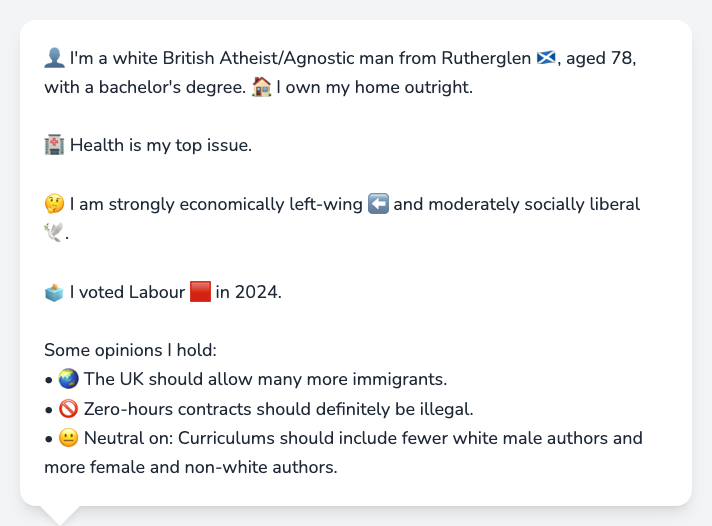 👤 I'm a white British Atheist/Agnostic man from Rutherglen 🏴󠁧󠁢󠁳󠁣󠁴󠁿, aged 78,
with a bachelor's degree. 🏠 I own my home outright.
🏥 Health is my top issue.
🤔 I am strongly economically left-wing ⬅️ and moderately socially liberal
🕊️.
🗳️ I voted Labour 🟥 in 2024.
Some opinions I hold:
• 🌏 The UK should allow many more immigrants.
• 🚫 Zero-hours contracts should definitely be illegal.
• 😐 Neutral on: Curriculums should include fewer white male authors and
more female and non-white authors.